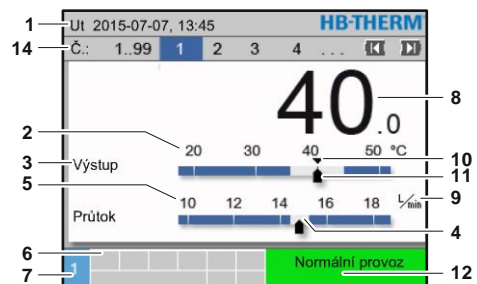 1 Ut 2015-07-07, 13:45 HB-THERM
14 Č.: 1..99 1 2 3 4 ...
40.0 8
2 20 30 40 50 °C 10
3 Výstup 11
5 10 12 14 16 18 L/min 9
Průtok 4
6 Normální provoz
7 1 12